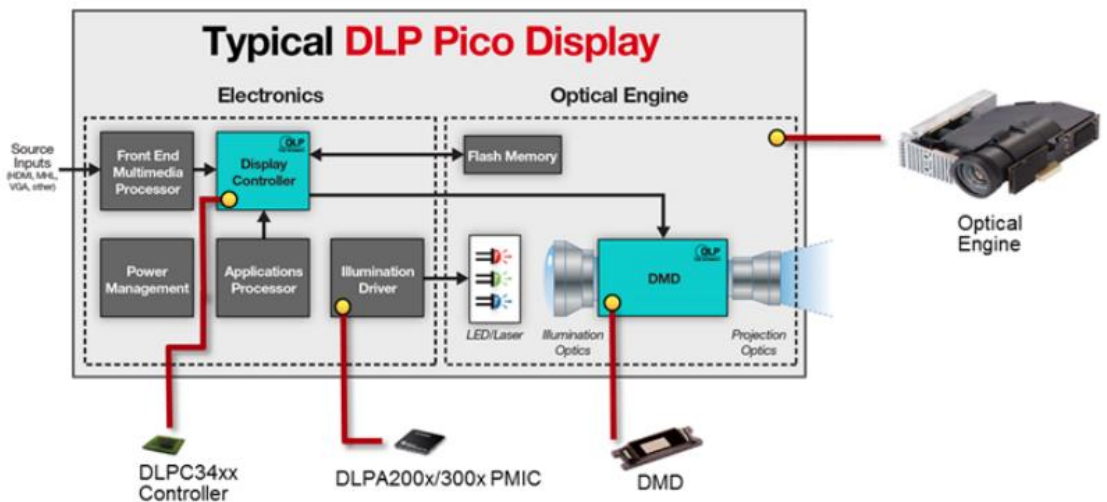 Typical DLP Pico Display
Electronics
Optical Engine
Source
Inputs
(HDMI, MHL,
VGA, other)
Front End
Multimedia
Processor
DLP
Display
Controller
Flash Memory
Power
Management
Applications
Processor
Illumination
Driver
LED/Laser
Illumination
Optics
DLP
DMD
Projection
Optics
Optical
Engine
DLPC34xx
Controller
DLPA200x/300x PMIC
DMD